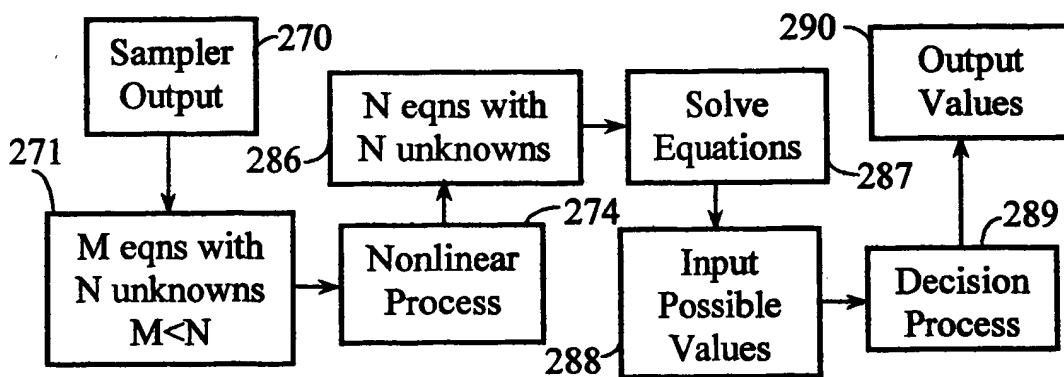 270
Sampler
Output
271
M eqns with
N unknowns
M<N
274
Nonlinear
Process
286
N eqns with
N unknowns
Solve
Equations
287
288
Input
Possible
Values
289
Decision
Process
290
Output
Values